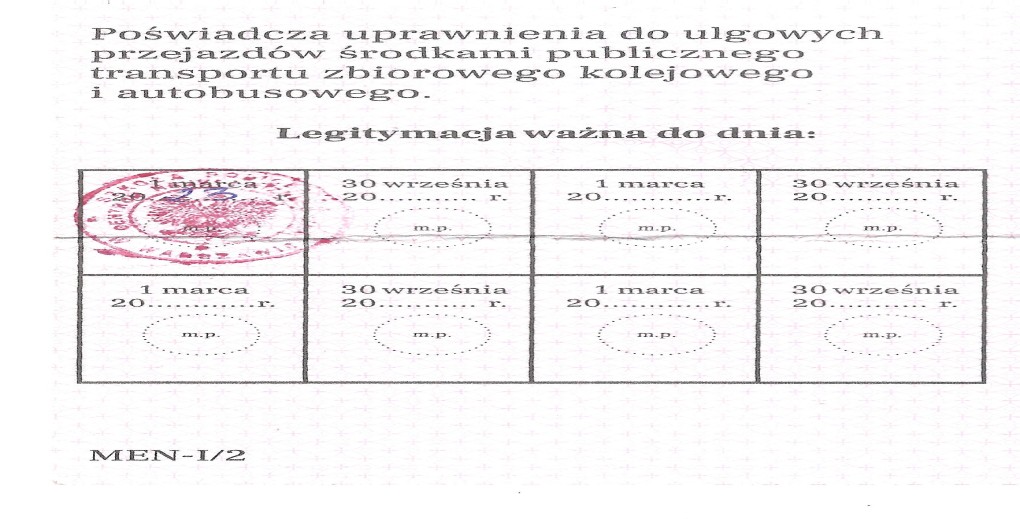 Poświadcza uprawnienia do ulgowych
przejazdów środkami publicznego
transportu zbiorowego kolejowego
i autobusowego.
Legitymacja ważna do dnia:
1 marca
20 23 r.
m.p.
30 września
20........... r.
m.p.
1 marca
20............r.
m.p.
30 września
20........... r.
m.p.
1 marca
20............r.
m.p.
30 września
20........... r.
m.p.
1 marca
20............r.
m.p.
30 września
20........... r.
m.p.
MEN-I/2